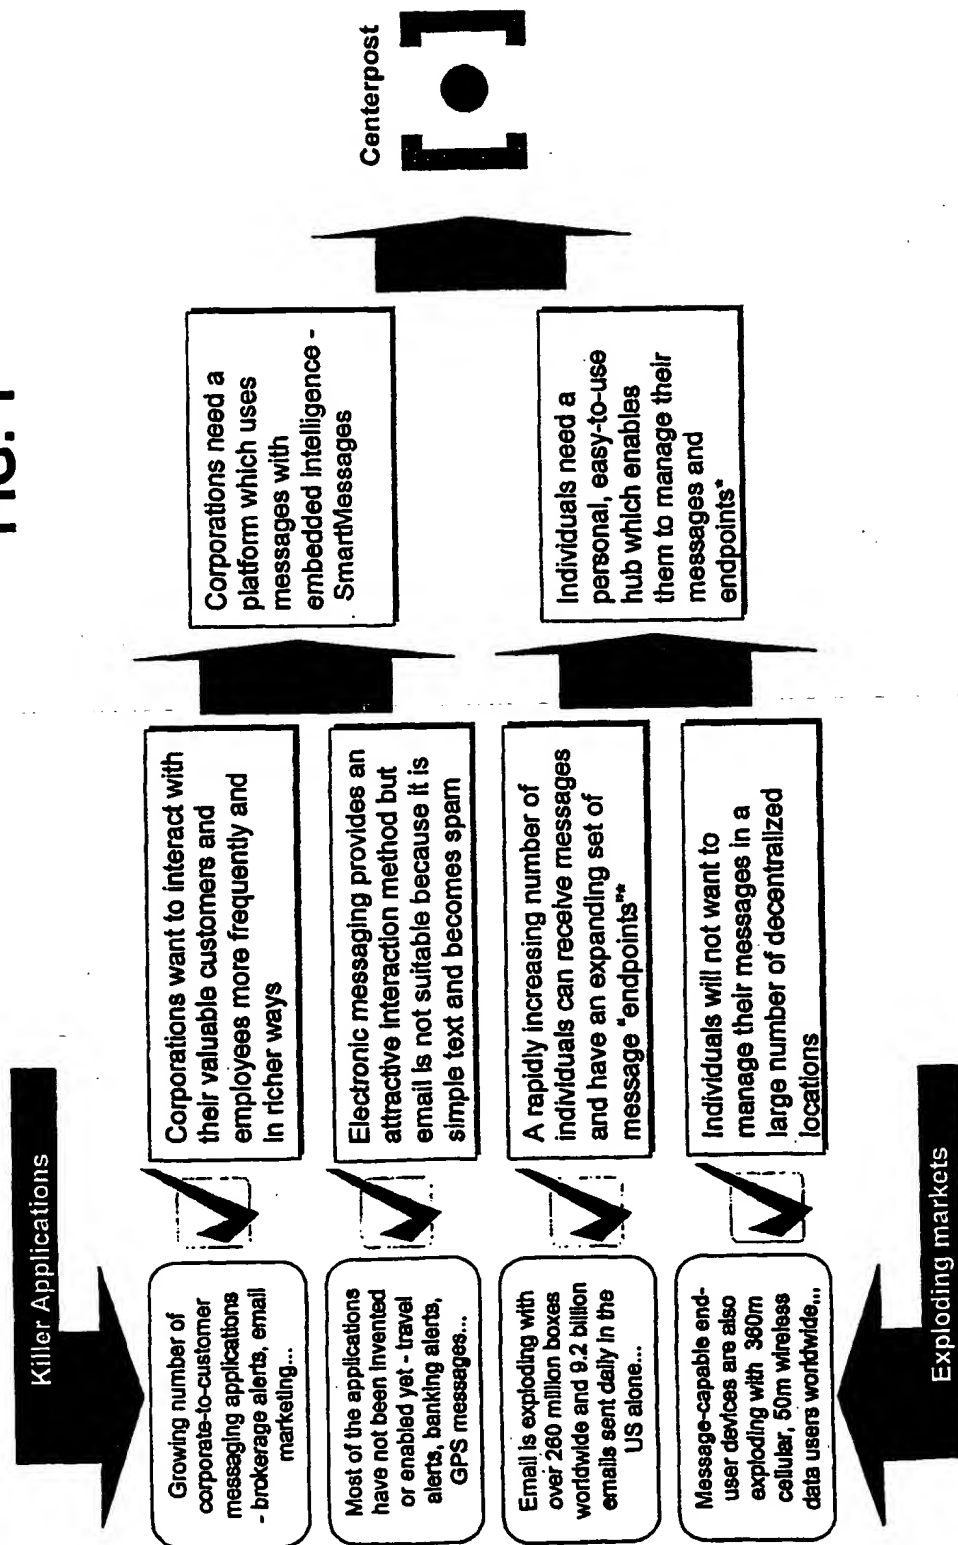 FIG. 1
Killer Applications
Growing number of
corporate-to-customer
messaging applications
- brokerage alerts, email
marketing...
Corporations want to interact with
their valuable customers and
employees more frequently and
in richer ways
Most of the applications
have not been invented
or enabled yet - travel
alerts, banking alerts,
GPS messages...
Electronic messaging provides an
attractive interaction method but
email is not suitable because it is
simple text and becomes spam
Corporations need a
platform which uses
messages with
embedded intelligence -
SmartMessages
Email is exploding with
over 260 million boxes
worldwide and 9.2 billion
emails sent daily in the
US alone...
A rapidly increasing number of
individuals can receive messages
and have an expanding set of
message "endpoints"*
Message-capable end-
user devices are also
exploding with 360m
cellular, 50m wireless
data users worldwide...
Individuals will not want to
manage their messages in a
large number of decentralized
locations
Individuals need a
personal, easy-to-use
hub which enables
them to manage their
messages and
endpoints*
Centerpost
Exploding markets